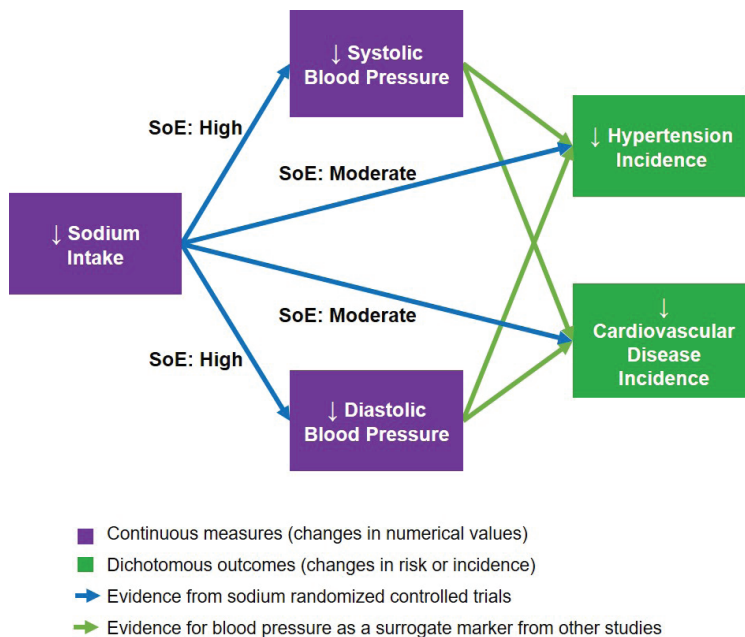 ↓ Systolic
Blood Pressure
SoE: High
↓ Hypertension
Incidence
SoE: Moderate
↓ Sodium
Intake
SoE: Moderate
↓
Cardiovascular
Disease
Incidence
SoE: High
↓ Diastolic
Blood Pressure
Continuous measures (changes in numerical values)
Dichotomous outcomes (changes in risk or incidence)
Evidence from sodium randomized controlled trials
Evidence for blood pressure as a surrogate marker from other studies